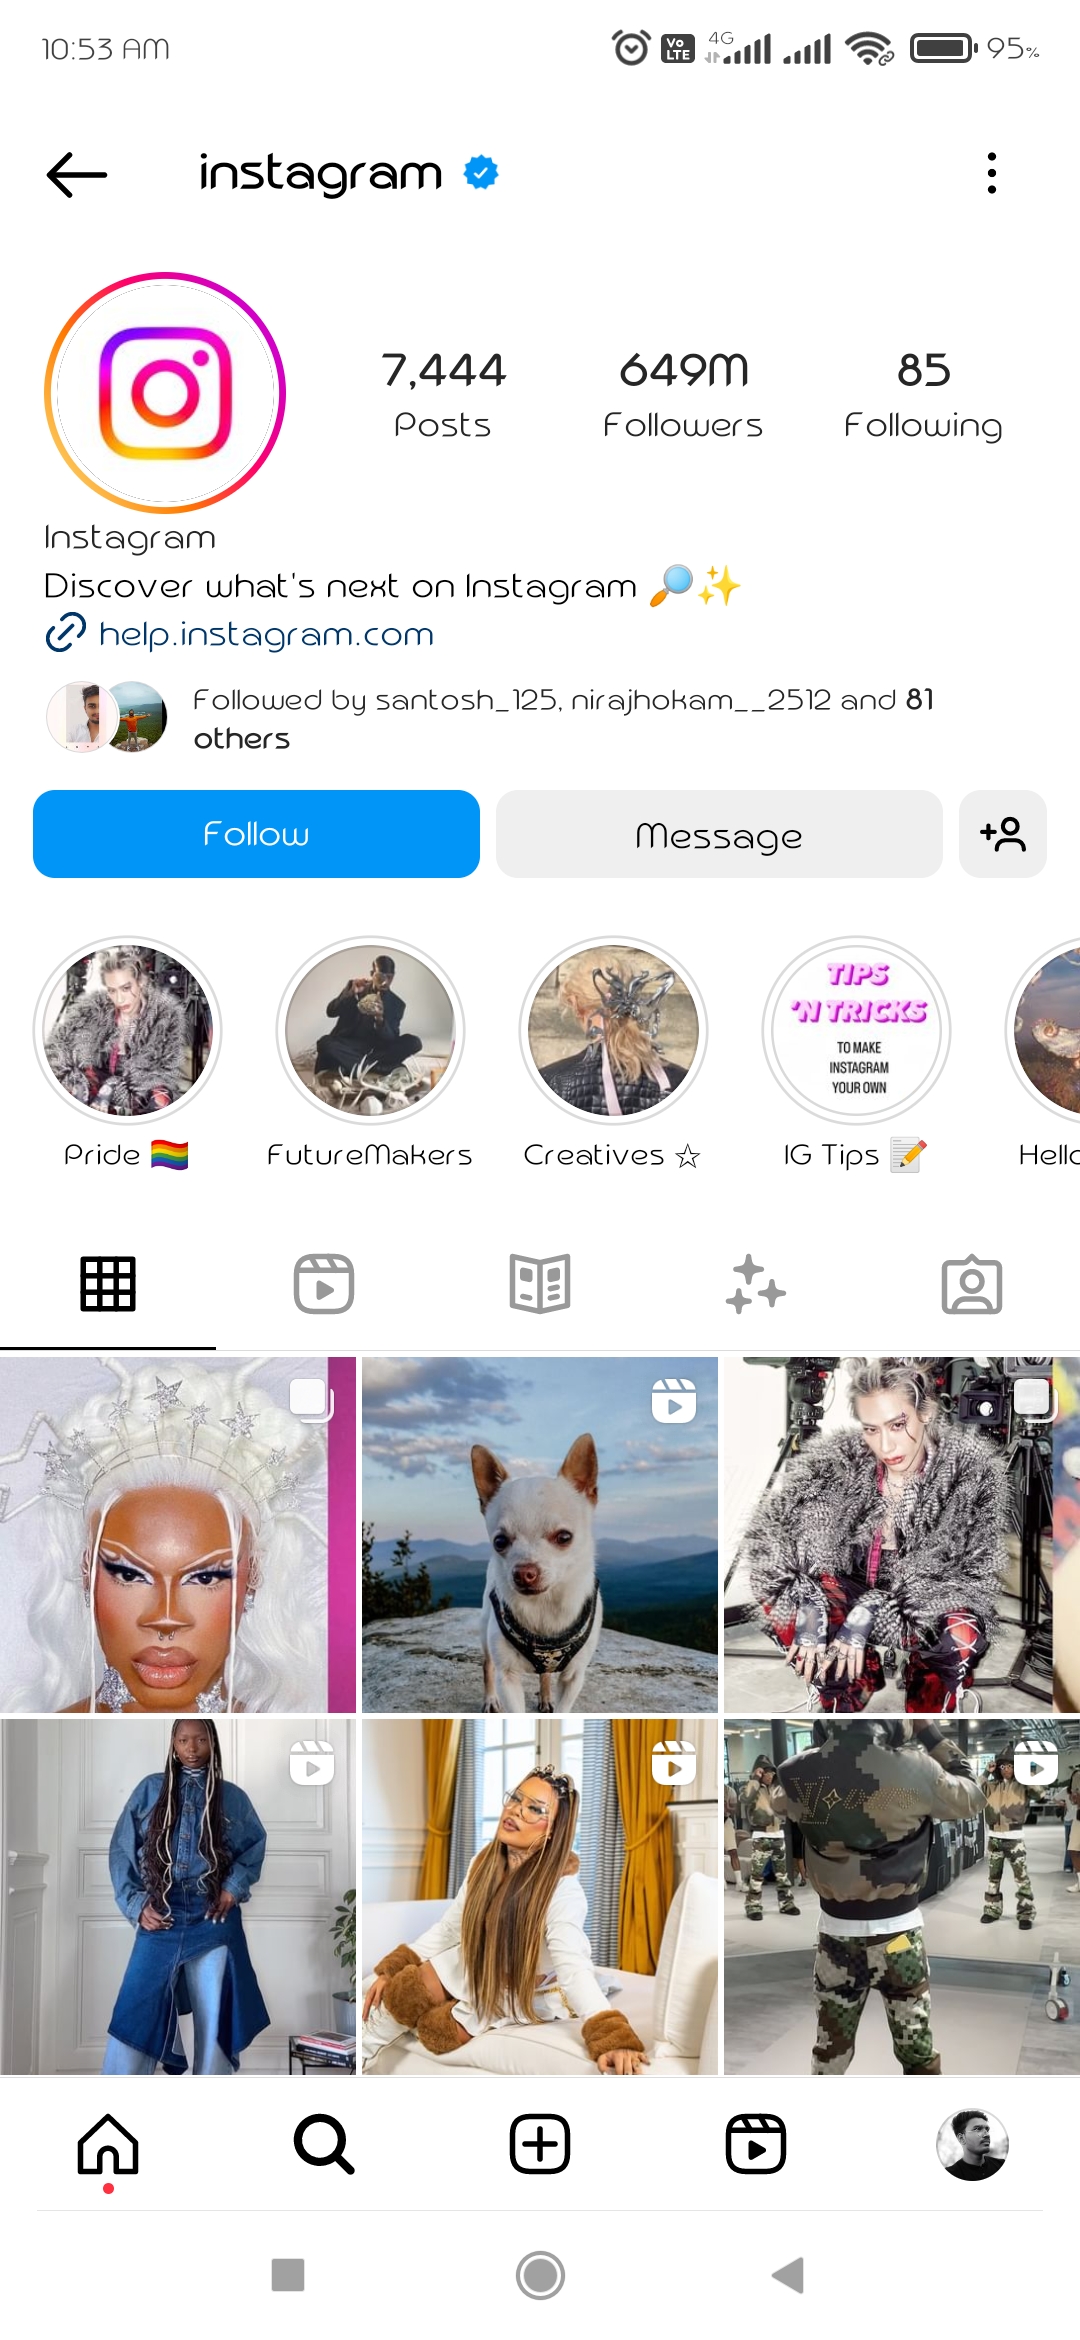 10:53 AM
Vo LTE
4G
95%
instagram
7,444
Posts
649M
Followers
85
Following
Instagram
Discover what's next on Instagram 🔎✨
help.instagram.com
Followed by santosh_125, nirajhokam__2512 and 81
others
Follow
Message
TIPS
'N TRICKS
TO MAKE
INSTAGRAM
YOUR OWN
Pride 🏳️‍🌈
FutureMakers
Creatives ☆
IG Tips 📝